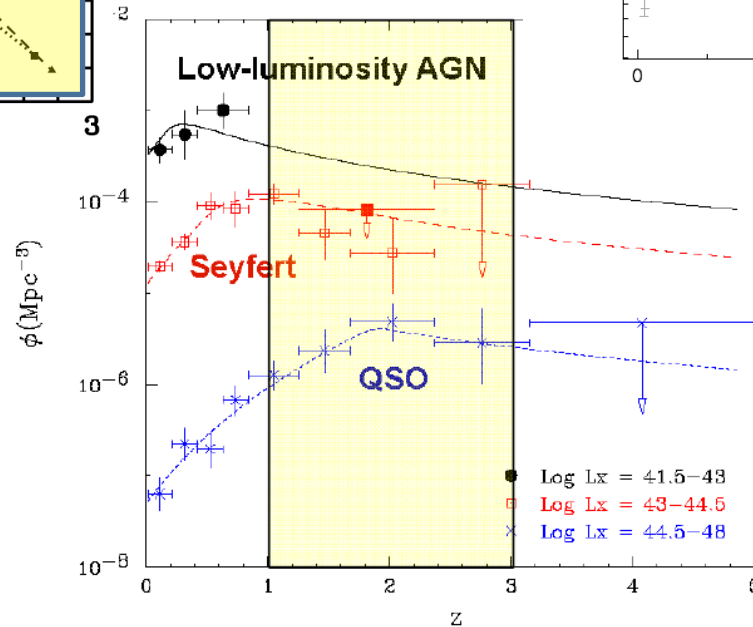 3
0
-2
Low-luminosity AGN
10⁻⁴
Seyfert
ϕ(Mpc⁻³)
QSO
10⁻⁶
Log Lx = 41.5−43
Log Lx = 43−44.5
Log Lx = 44.5−48
10⁻⁸
0 1 2 3 4
z